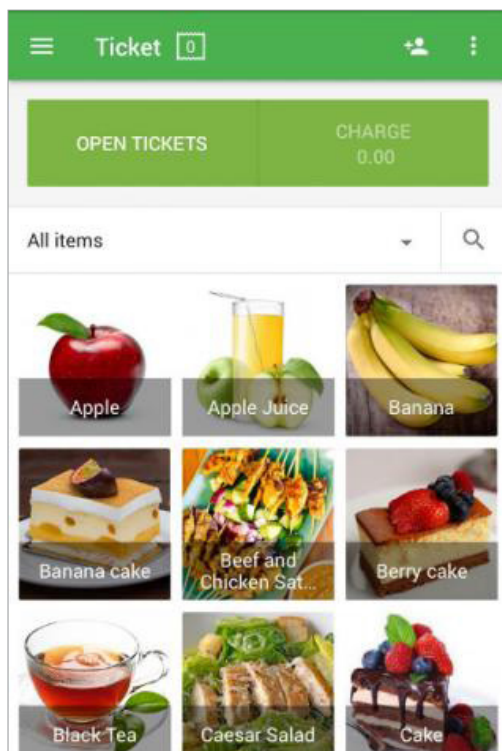 Ticket 0
OPEN TICKETS
CHARGE
0.00
All items
Apple
Apple Juice
Banana
Banana cake
Beef and
Chicken Sat...
Berry cake
Black Tea
Caesar Salad
Cake